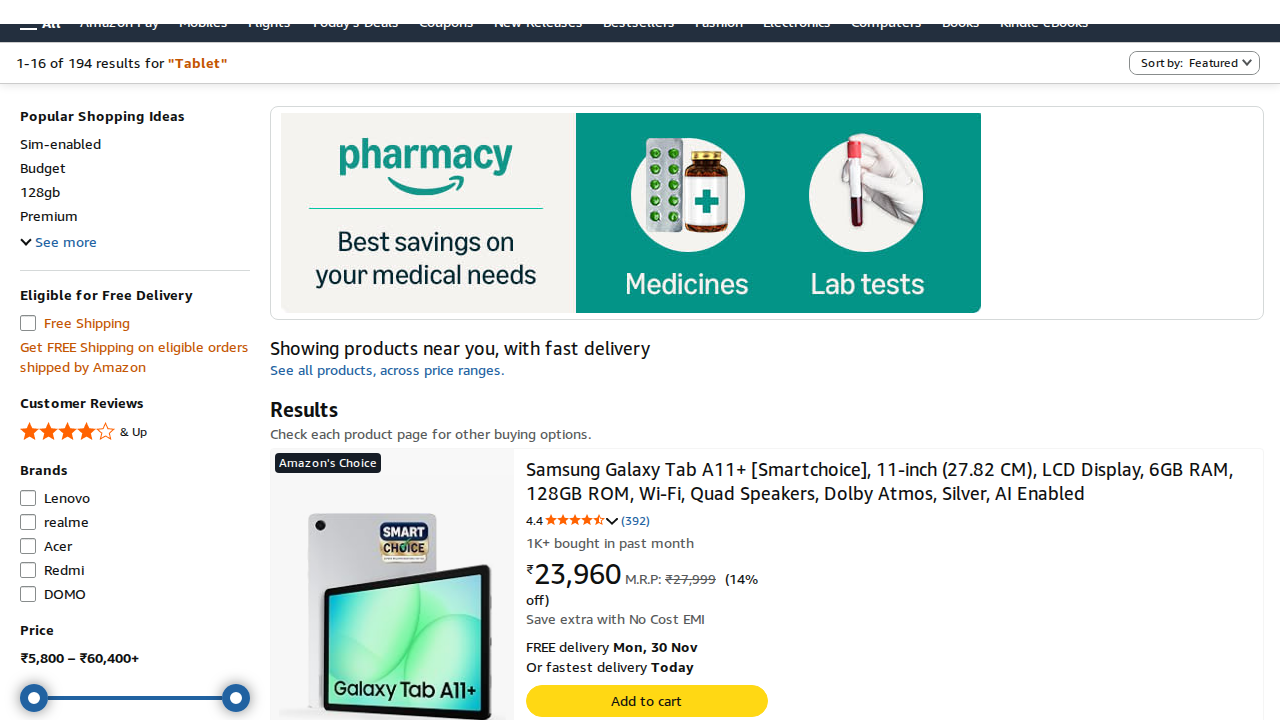 All Amazon Pay Mobiles Flights Today's Deals Coupons New Releases Bestsellers Fashion Electronics Computers Books Kindle eBooks
1-16 of 194 results for "Tablet"
Sort by: Featured
Popular Shopping Ideas
Sim-enabled
Budget
128gb
Premium
See more
Eligible for Free Delivery
Free Shipping
Get FREE Shipping on eligible orders
shipped by Amazon
Customer Reviews
& Up
Brands
Lenovo
realme
Acer
Redmi
DOMO
Price
₹5,800 – ₹60,400+
pharmacy
Best savings on
your medical needs
Medicines
Lab tests
Showing products near you, with fast delivery
See all products, across price ranges.
Results
Check each product page for other buying options.
Amazon's Choice
SMART
CHOICE
Galaxy Tab A11+
Samsung Galaxy Tab A11+ [Smartchoice], 11-inch (27.82 CM), LCD Display, 6GB RAM,
128GB ROM, Wi-Fi, Quad Speakers, Dolby Atmos, Silver, AI Enabled
4.4 (392)
1K+ bought in past month
₹23,960 M.R.P: ₹27,999 (14%
off)
Save extra with No Cost EMI
FREE delivery Mon, 30 Nov
Or fastest delivery Today
Add to cart